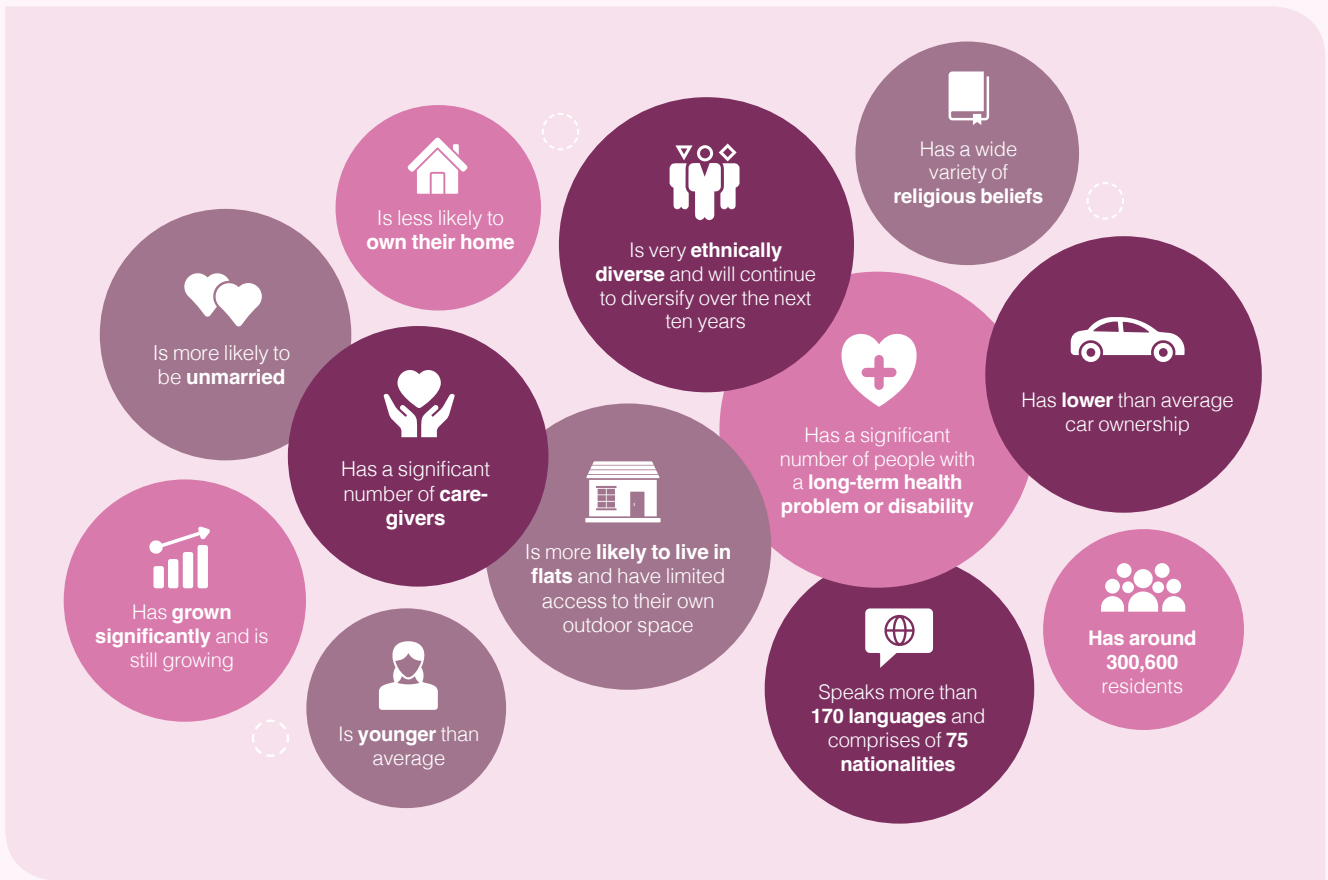 Has a wide
variety of
religious beliefs
Is less likely to
own their home
Is very ethnically
diverse and will continue
to diversify over the next
ten years
Is more likely to
be unmarried
Has lower than average
car ownership
Has a significant
number of people with
a long-term health
problem or disability
Has a significant
number of care-
givers
Is more likely to live in
flats and have limited
access to their own
outdoor space
Has grown
significantly and is
still growing
Has around
300,600
residents
Speaks more than
170 languages and
comprises of 75
nationalities
Is younger than
average